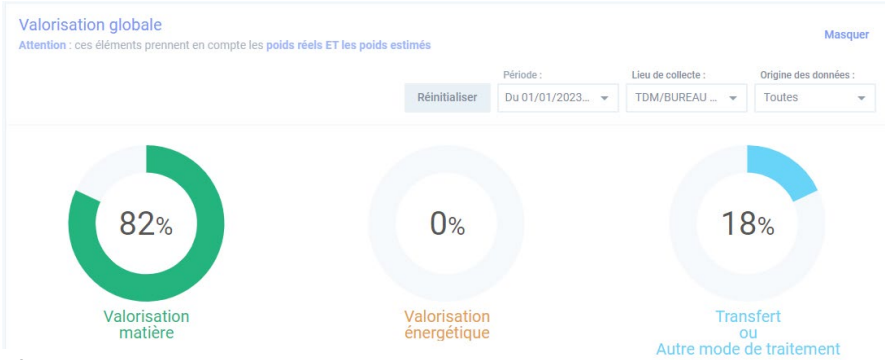 Valorisation globale
Attention : ces éléments prennent en compte les poids réels ET les poids estimés
Masquer
Période :
Lieu de collecte :
Origine des données :
Réinitialiser
Du 01/01/2023...
TDM/BUREAU ...
Toutes
82%
0%
18%
Valorisation
matière
Valorisation
énergétique
Transfert
ou
Autre mode de traitement